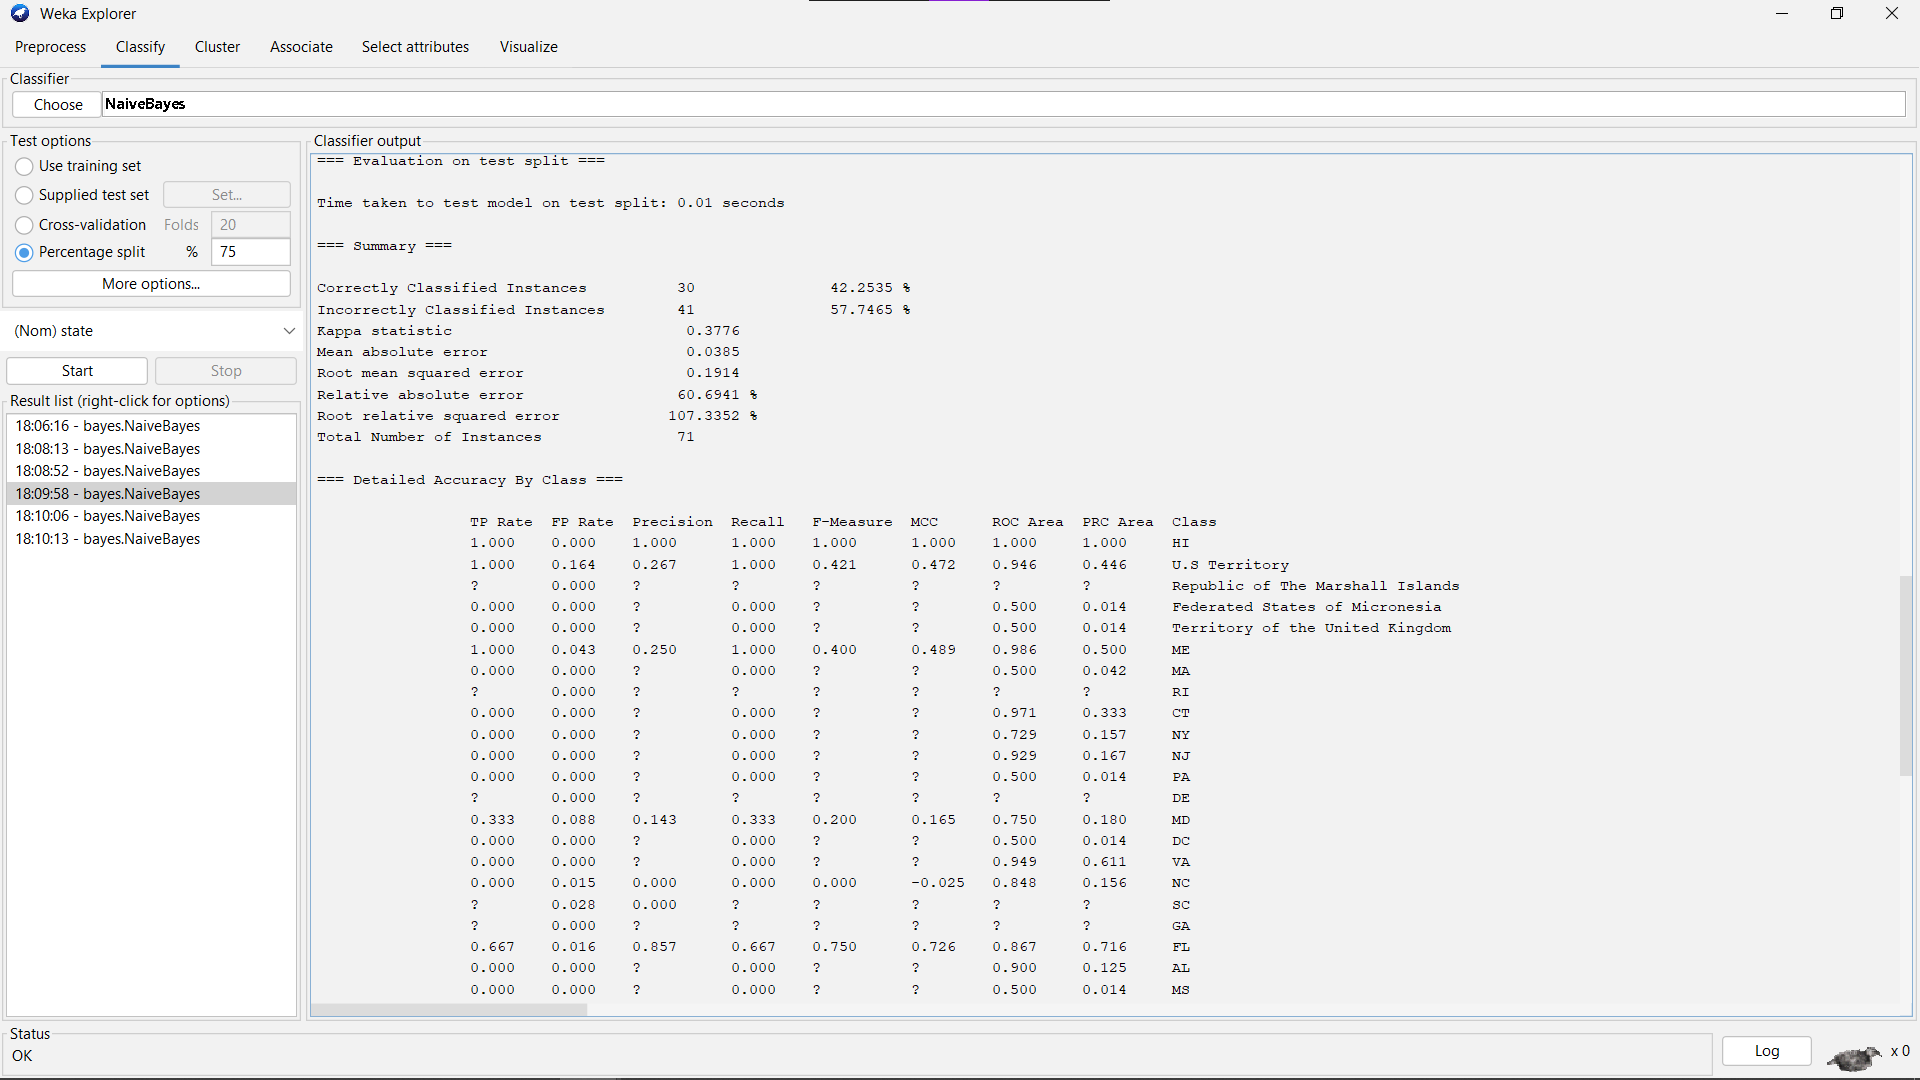 Weka Explorer
Preprocess Classify Cluster Associate Select attributes Visualize
Classifier
Choose NaiveBayes
Test options
Use training set
Supplied test set Set...
Cross-validation Folds 20
Percentage split % 75
More options...
(Nom) state
Start Stop
Result list (right-click for options)
18:06:16 - bayes.NaiveBayes
18:08:13 - bayes.NaiveBayes
18:08:52 - bayes.NaiveBayes
18:09:58 - bayes.NaiveBayes
18:10:06 - bayes.NaiveBayes
18:10:13 - bayes.NaiveBayes
Classifier output
=== Evaluation on test split ===
Time taken to test model on test split: 0.01 seconds
=== Summary ===
Correctly Classified Instances 30 42.2535 %
Incorrectly Classified Instances 41 57.7465 %
Kappa statistic 0.3776
Mean absolute error 0.0385
Root mean squared error 0.1914
Relative absolute error 60.6941 %
Root relative squared error 107.3352 %
Total Number of Instances 71
=== Detailed Accuracy By Class ===
TP Rate FP Rate Precision Recall F-Measure MCC ROC Area PRC Area Class
1.000 0.000 1.000 1.000 1.000 1.000 1.000 1.000 HI
1.000 0.164 0.267 1.000 0.421 0.472 0.946 0.446 U.S Territory
? 0.000 ? ? ? ? ? ? Republic of The Marshall Islands
0.000 0.000 ? 0.000 ? ? 0.500 0.014 Federated States of Micronesia
0.000 0.000 ? 0.000 ? ? 0.500 0.014 Territory of the United Kingdom
1.000 0.043 0.250 1.000 0.400 0.489 0.986 0.500 ME
0.000 0.000 ? 0.000 ? ? 0.500 0.042 MA
? 0.000 ? ? ? ? ? ? RI
0.000 0.000 ? 0.000 ? ? 0.971 0.333 CT
0.000 0.000 ? 0.000 ? ? 0.729 0.157 NY
0.000 0.000 ? 0.000 ? ? 0.929 0.167 NJ
0.000 0.000 ? 0.000 ? ? 0.500 0.014 PA
? 0.000 ? ? ? ? ? ? DE
0.333 0.088 0.143 0.333 0.200 0.165 0.750 0.180 MD
0.000 0.000 ? 0.000 ? ? 0.500 0.014 DC
0.000 0.000 ? 0.000 ? ? 0.949 0.611 VA
0.000 0.015 0.000 0.000 0.000 -0.025 0.848 0.156 NC
? 0.028 0.000 ? ? ? ? ? SC
? 0.000 ? ? ? ? ? ? GA
0.667 0.016 0.857 0.667 0.750 0.726 0.867 0.716 FL
0.000 0.000 ? 0.000 ? ? 0.900 0.125 AL
0.000 0.000 ? 0.000 ? ? 0.500 0.014 MS
Status
OK
Log x 0